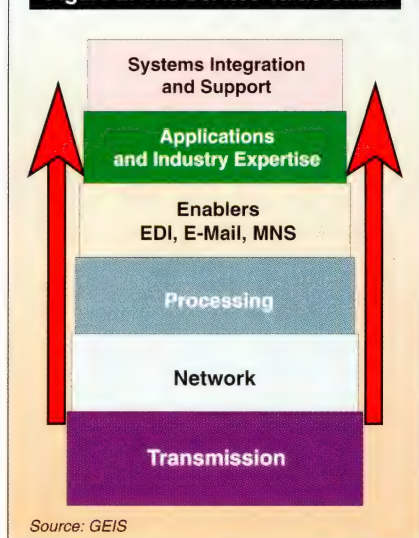 Systems Integration
and Support
Applications
and Industry Expertise
Enablers
EDI, E-Mail, MNS
Processing
Network
Transmission
Source: GEIS